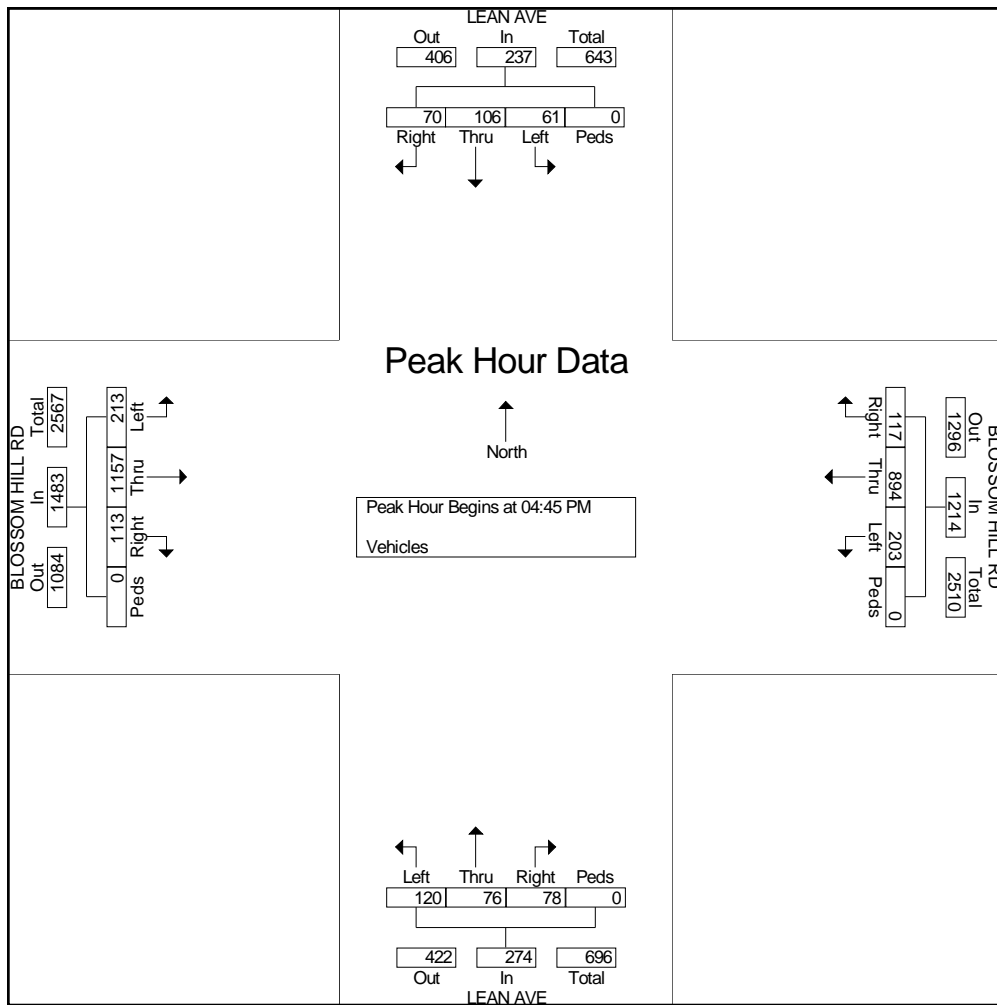 LEAN AVE
Out In Total
406 237 643
70 106 61 0
Right Thru Left Peds
Peak Hour Data
North
Peak Hour Begins at 04:45 PM
Vehicles
BLOSSOM HILL RD
Out In Total
1084 1483 2567
213 1157 113 0
Left Thru Right Peds
BLOSSOM HILL RD
Out In Total
1296 1214 2510
117 894 203 0
Right Thru Left Peds
Left Thru Right Peds
120 76 78 0
422 274 696
Out In Total
LEAN AVE